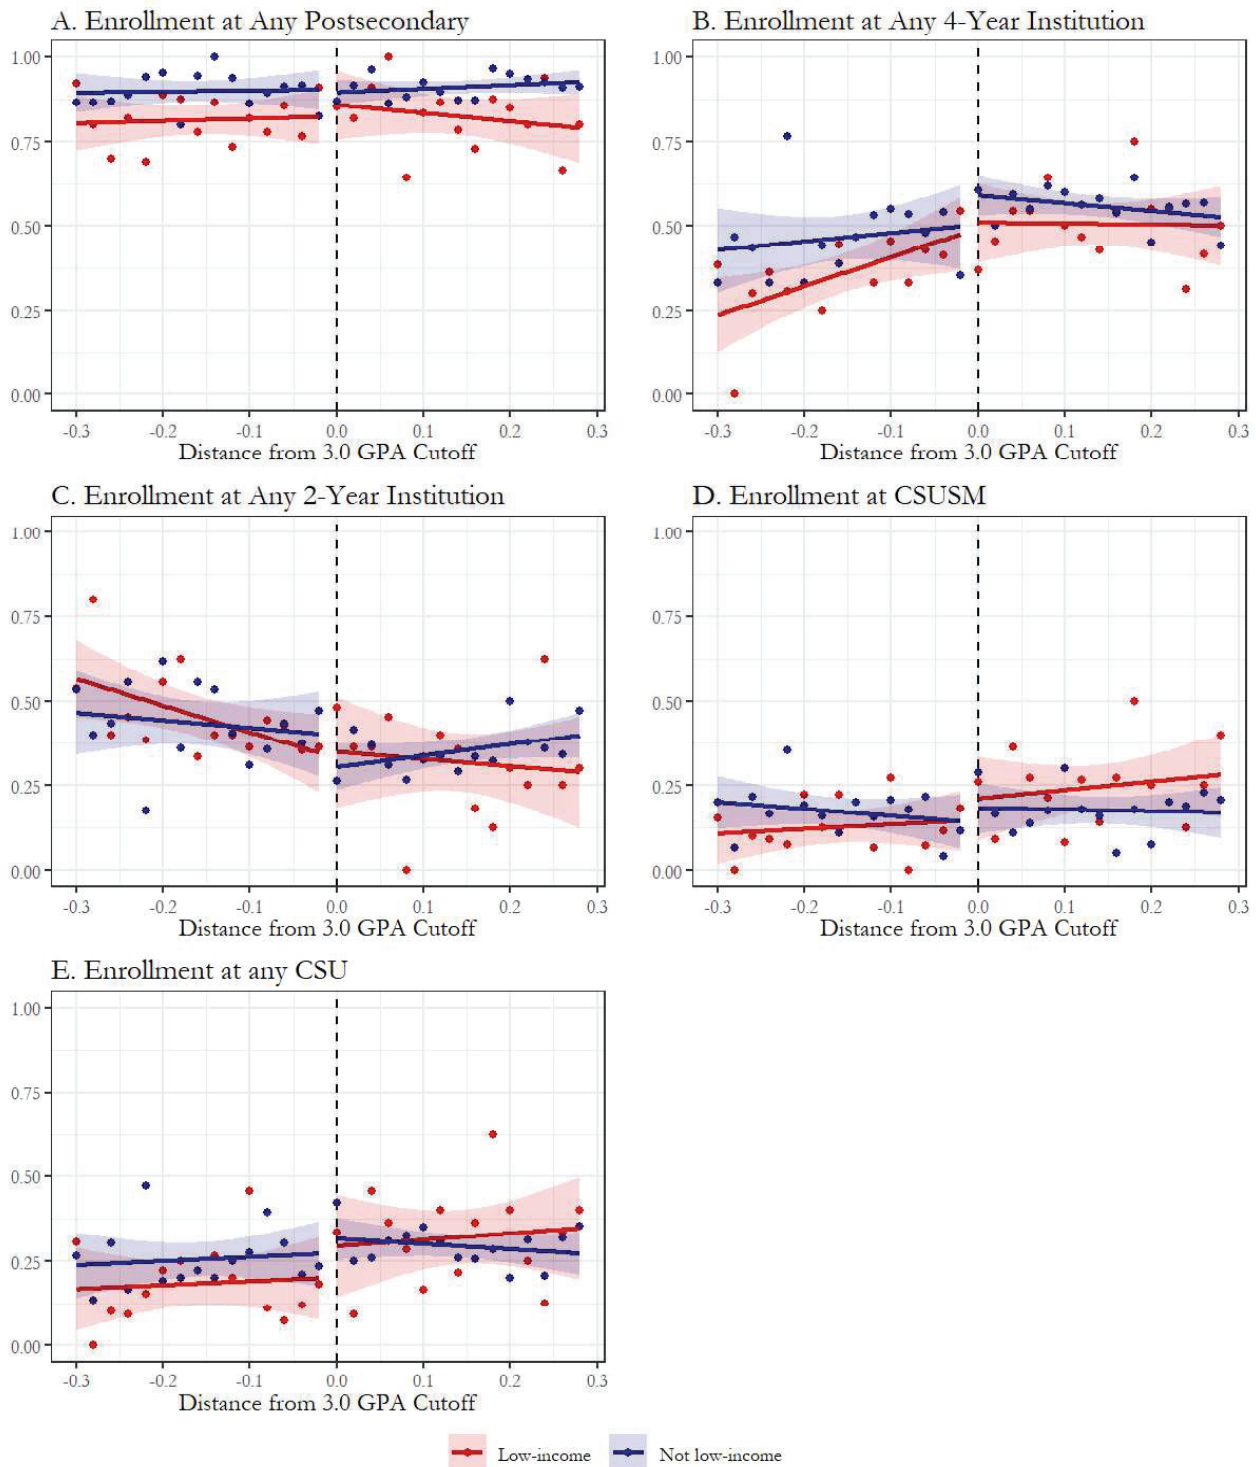 A. Enrollment at Any Postsecondary
1.00
0.75
0.50
0.25
0.00
-0.3 -0.2 -0.1 0.0 0.1 0.2 0.3
Distance from 3.0 GPA Cutoff
B. Enrollment at Any 4-Year Institution
1.00
0.75
0.50
0.25
0.00
-0.3 -0.2 -0.1 0.0 0.1 0.2 0.3
Distance from 3.0 GPA Cutoff
C. Enrollment at Any 2-Year Institution
1.00
0.75
0.50
0.25
0.00
-0.3 -0.2 -0.1 0.0 0.1 0.2 0.3
Distance from 3.0 GPA Cutoff
D. Enrollment at CSUSM
1.00
0.75
0.50
0.25
0.00
-0.3 -0.2 -0.1 0.0 0.1 0.2 0.3
Distance from 3.0 GPA Cutoff
E. Enrollment at any CSU
1.00
0.75
0.50
0.25
0.00
-0.3 -0.2 -0.1 0.0 0.1 0.2 0.3
Distance from 3.0 GPA Cutoff
Low-income Not low-income